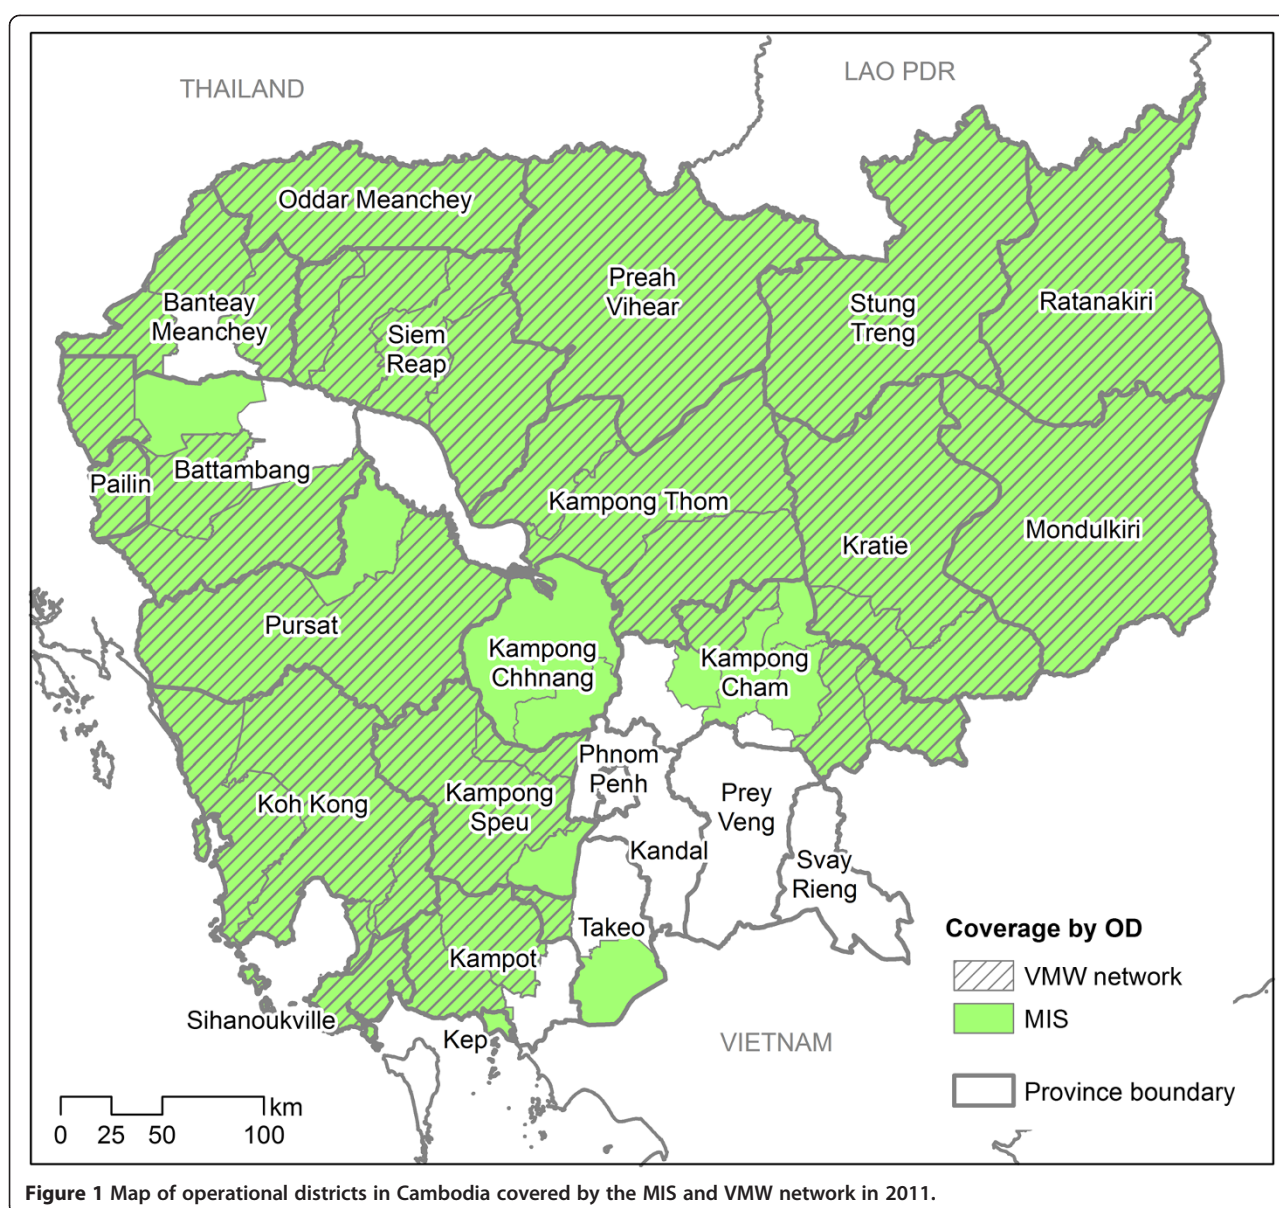 THAILAND
LAO PDR
Oddar Meanchey
Preah
Vihear
Stung
Treng
Ratanakiri
Banteay
Meanchey
Siem
Reap
Battambang
Pailin
Kampong Thom
Kratie
Mondulkiri
Pursat
Kampong
Chhnang
Kampong
Cham
Phnom
Penh
Koh Kong
Kampong
Speu
Prey
Veng
Kandal
Svay
Rieng
Takeo
Kampot
Sihanoukville
Kep
VIETNAM
Coverage by OD
VMW network
MIS
Province boundary
km
0 25 50 100
Figure 1 Map of operational districts in Cambodia covered by the MIS and VMW network in 2011.